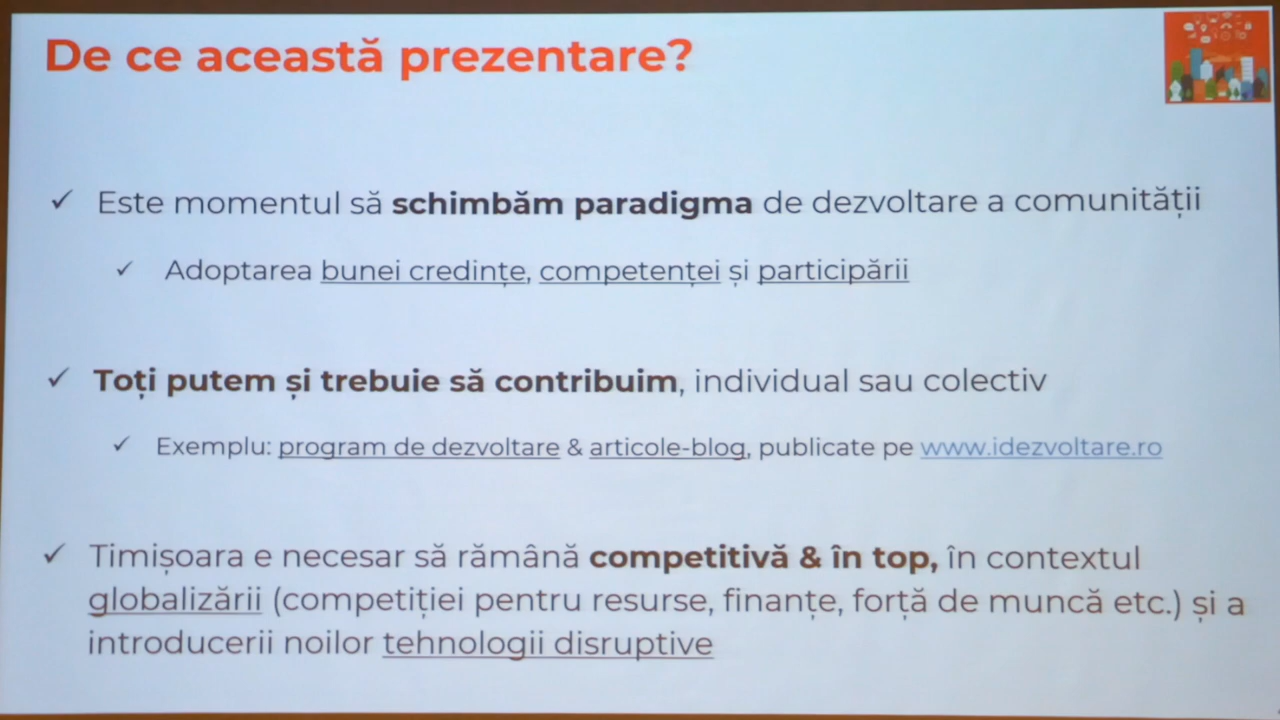 De ce această prezentare?
✓ Este momentul să schimbăm paradigma de dezvoltare a comunității
✓ Adoptarea bunei credințe, competenței și participării
✓ Toți putem și trebuie să contribuim, individual sau colectiv
✓ Exemplu: program de dezvoltare & articole-blog, publicate pe www.idezvoltare.ro
✓ Timișoara e necesar să rămână competitivă & în top, în contextul
globalizării (competiției pentru resurse, finanțe, forță de muncă etc.) și a
introducerii noilor tehnologii disruptive